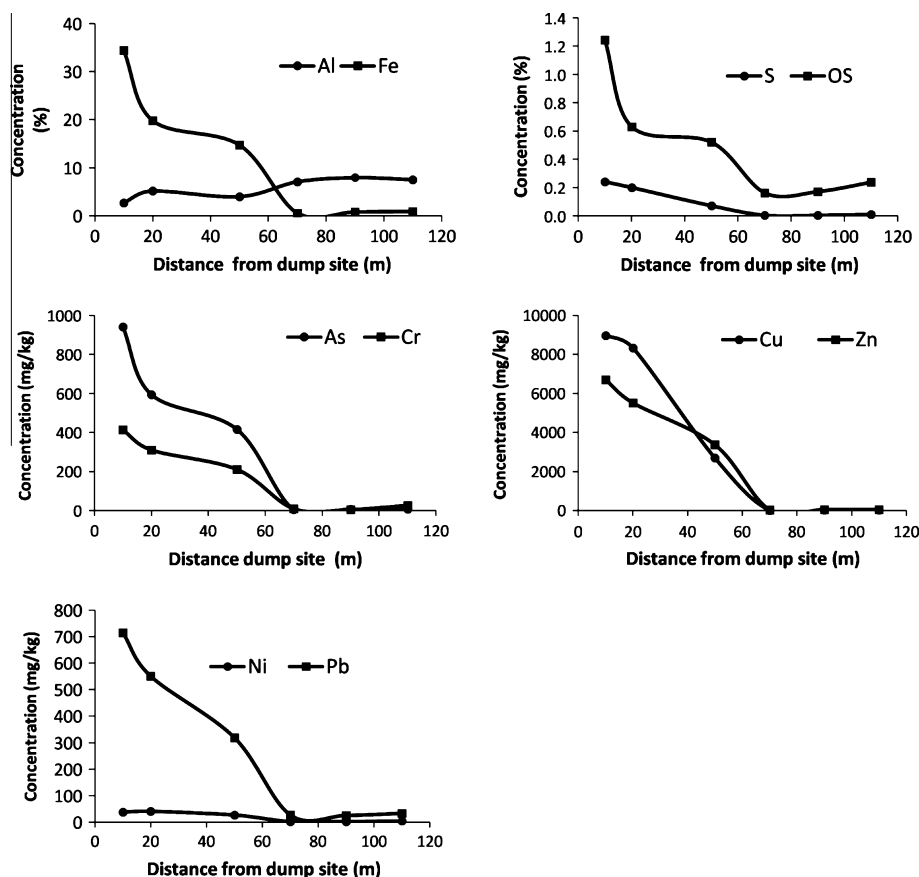 40
30
20
10
0
Concentration
(%)
Al Fe
0 20 40 60 80 100 120
Distance from dump site (m)
1.4
1.2
1.0
0.8
0.6
0.4
0.2
0.0
Concentration (%)
S OS
0 20 40 60 80 100 120
Distance from dump site (m)
1000
800
600
400
200
0
Concentration (mg/kg)
As Cr
0 20 40 60 80 100 120
Distance dump site (m)
10000
8000
6000
4000
2000
0
Concentration (mg/kg)
Cu Zn
0 20 40 60 80 100 120
Distance from dump site (m)
800
700
600
500
400
300
200
100
0
Concentration (mg/kg)
Ni Pb
0 20 40 60 80 100 120
Distance from dump site (m)